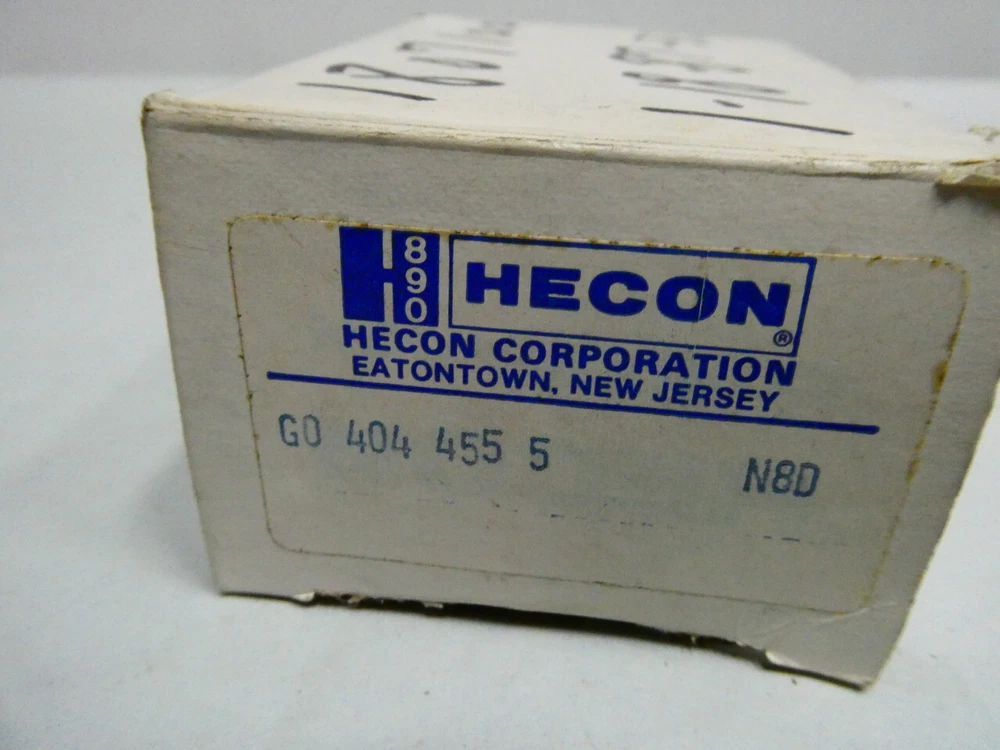 H 890 HECON®
HECON CORPORATION
EATONTOWN, NEW JERSEY
GO 404 455 5 N8D